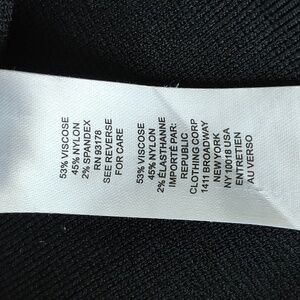 53% VISCOSE
45% NYLON
2% SPANDEX
RN 93178
SEE REVERSE
FOR CARE
53% VISCOSE
45% NYLON
2% ÉLASTHANNE
IMPORTÉ PAR:
REPUBLIC
CLOTHING CORP
1411 BROADWAY
NEW YORK
NY 10018 USA
ENTRETIEN
AU VERSO